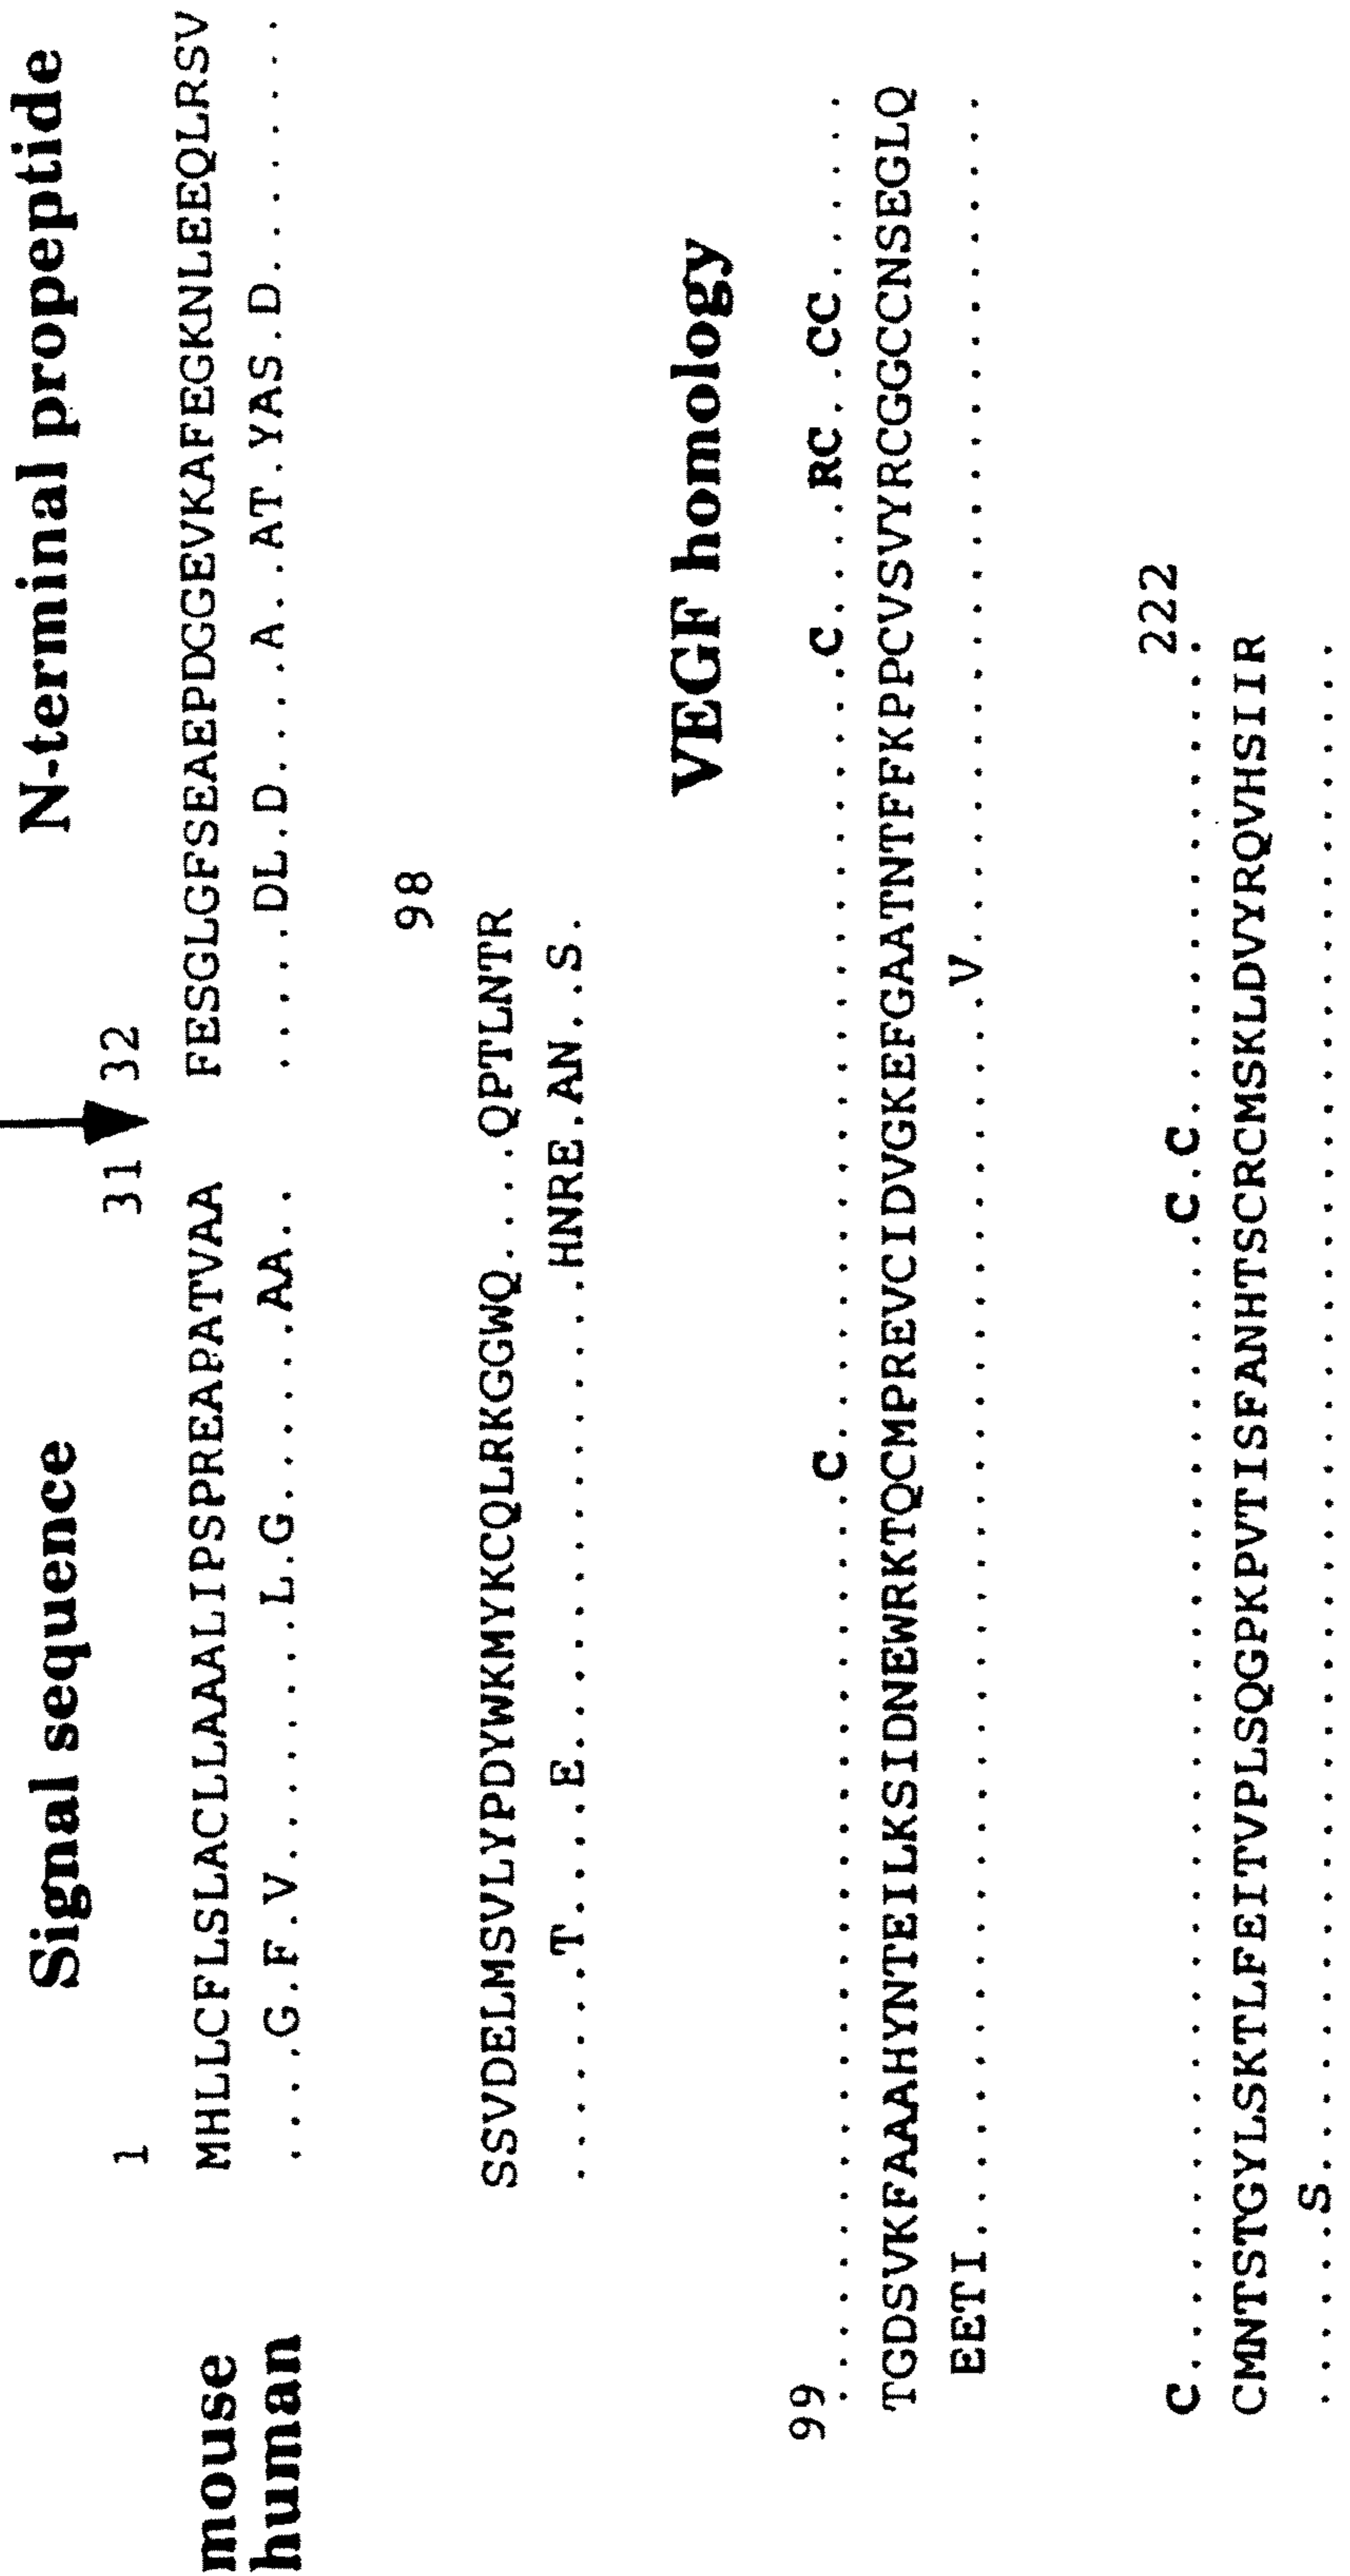 Signal sequence N-terminal propeptide
1 31 32
mouse MHLLCFLSLACLLAAALIPSPREAPATVAA FESGLGFSEAEPDGGEVKAFEGKNLEEQLRSV
human ....G.F.V........L.G......AA.. .....DL.D....A..AT.YAS.D........
98
SSVDELMSVLYPDYWKMYKCQLRKGGWQ...QPTLNTR
.......T....E...............HNRE.AN..S.
VEGF homology
99
............................C........................C....RC..CC......
TGDSVKFAAAHYNTEILKSIDNEWRKTQCMPREVCIDVGKEFGAATNTFFKPPCVSVYRCGGCCNSEGLQ
EETI......................................V..........................
222
C...................................C.C...............
CMNTSTGYLSKTLFEITVPLSQGPKPVTISFANHTSCRCMSKLDVYRQVHSIIR
......S...............................................